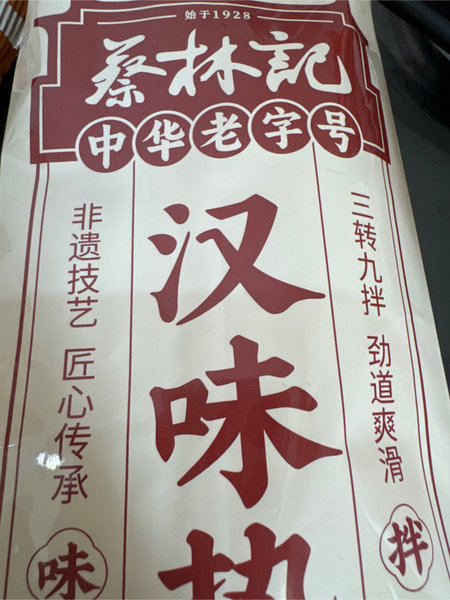 始于1928
蔡林記
中华老字号
汉味
三转九拌 劲道爽滑
拌
非遗技艺 匠心传承
味